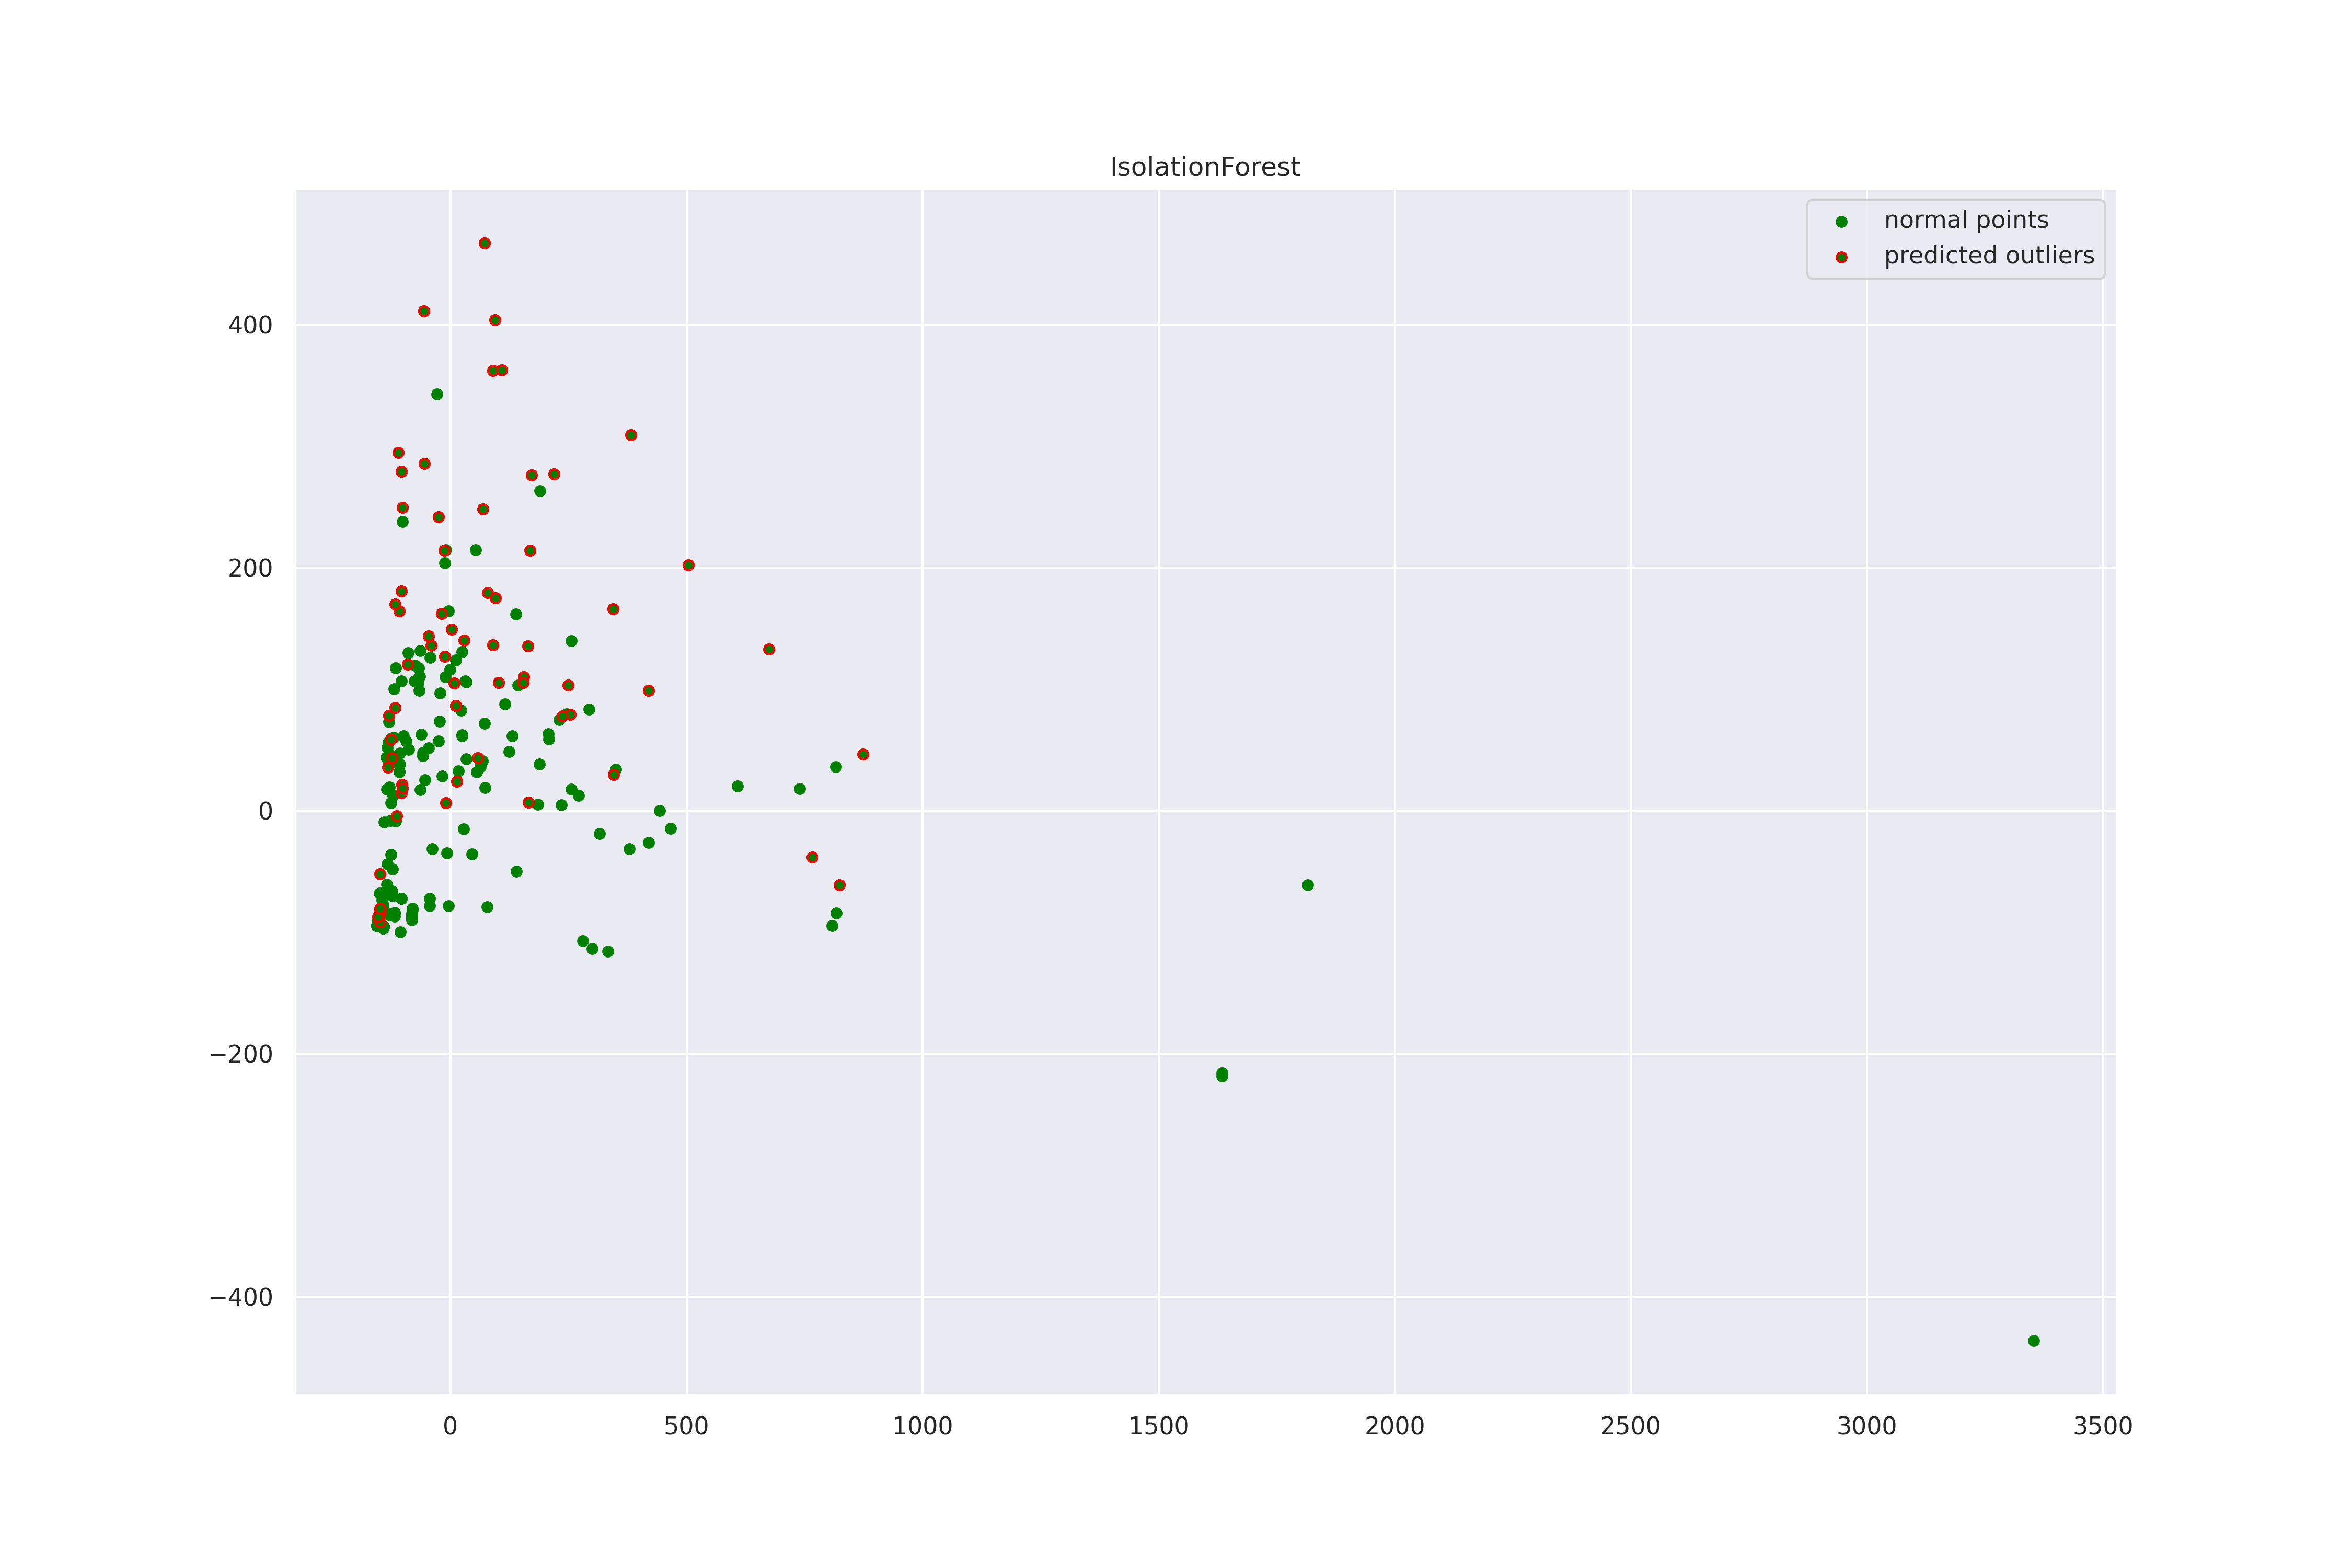 IsolationForest
normal points
predicted outliers
400
200
0
−200
−400
0 500 1000 1500 2000 2500 3000 3500